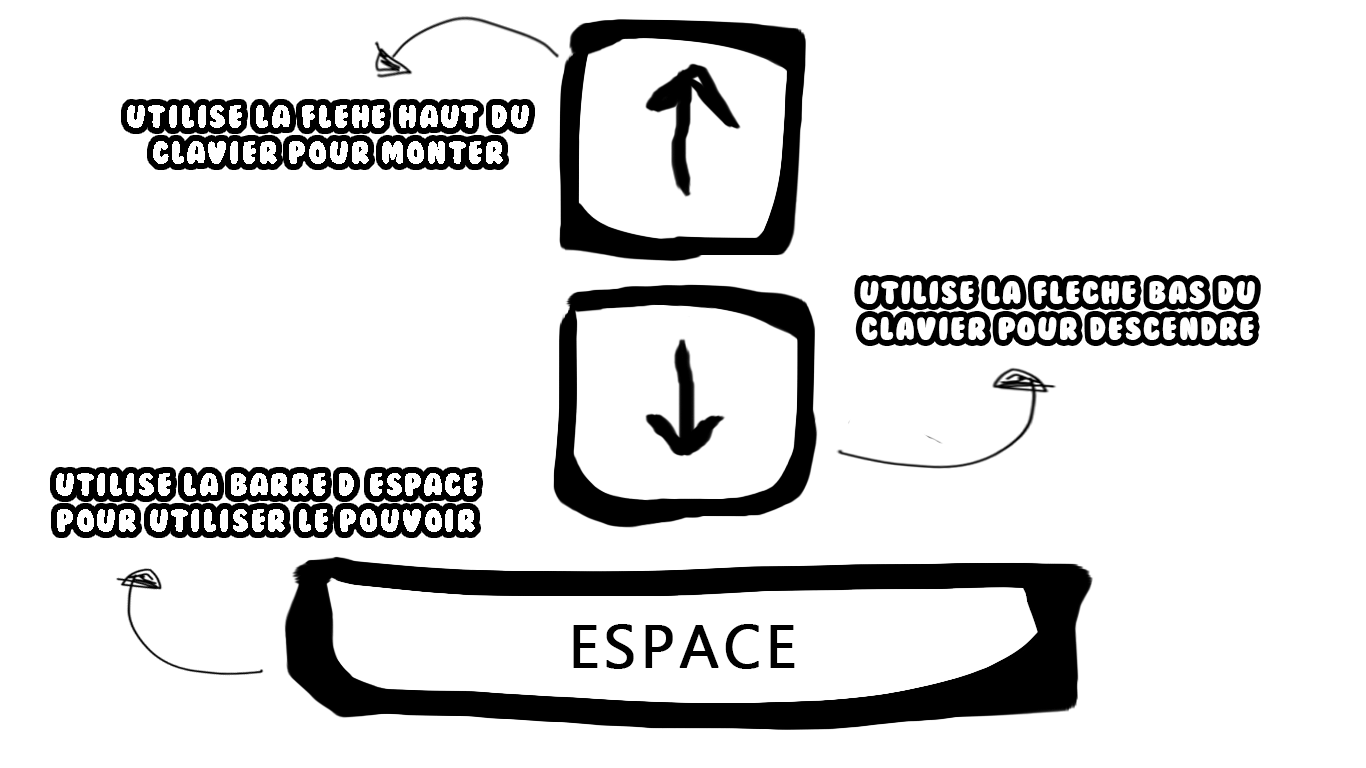 UTILISE LA FLEHE HAUT DU
CLAVIER POUR MONTER
UTILISE LA FLECHE BAS DU
CLAVIER POUR DESCENDRE
UTILISE LA BARRE D ESPACE
POUR UTILISER LE POUVOIR
ESPACE